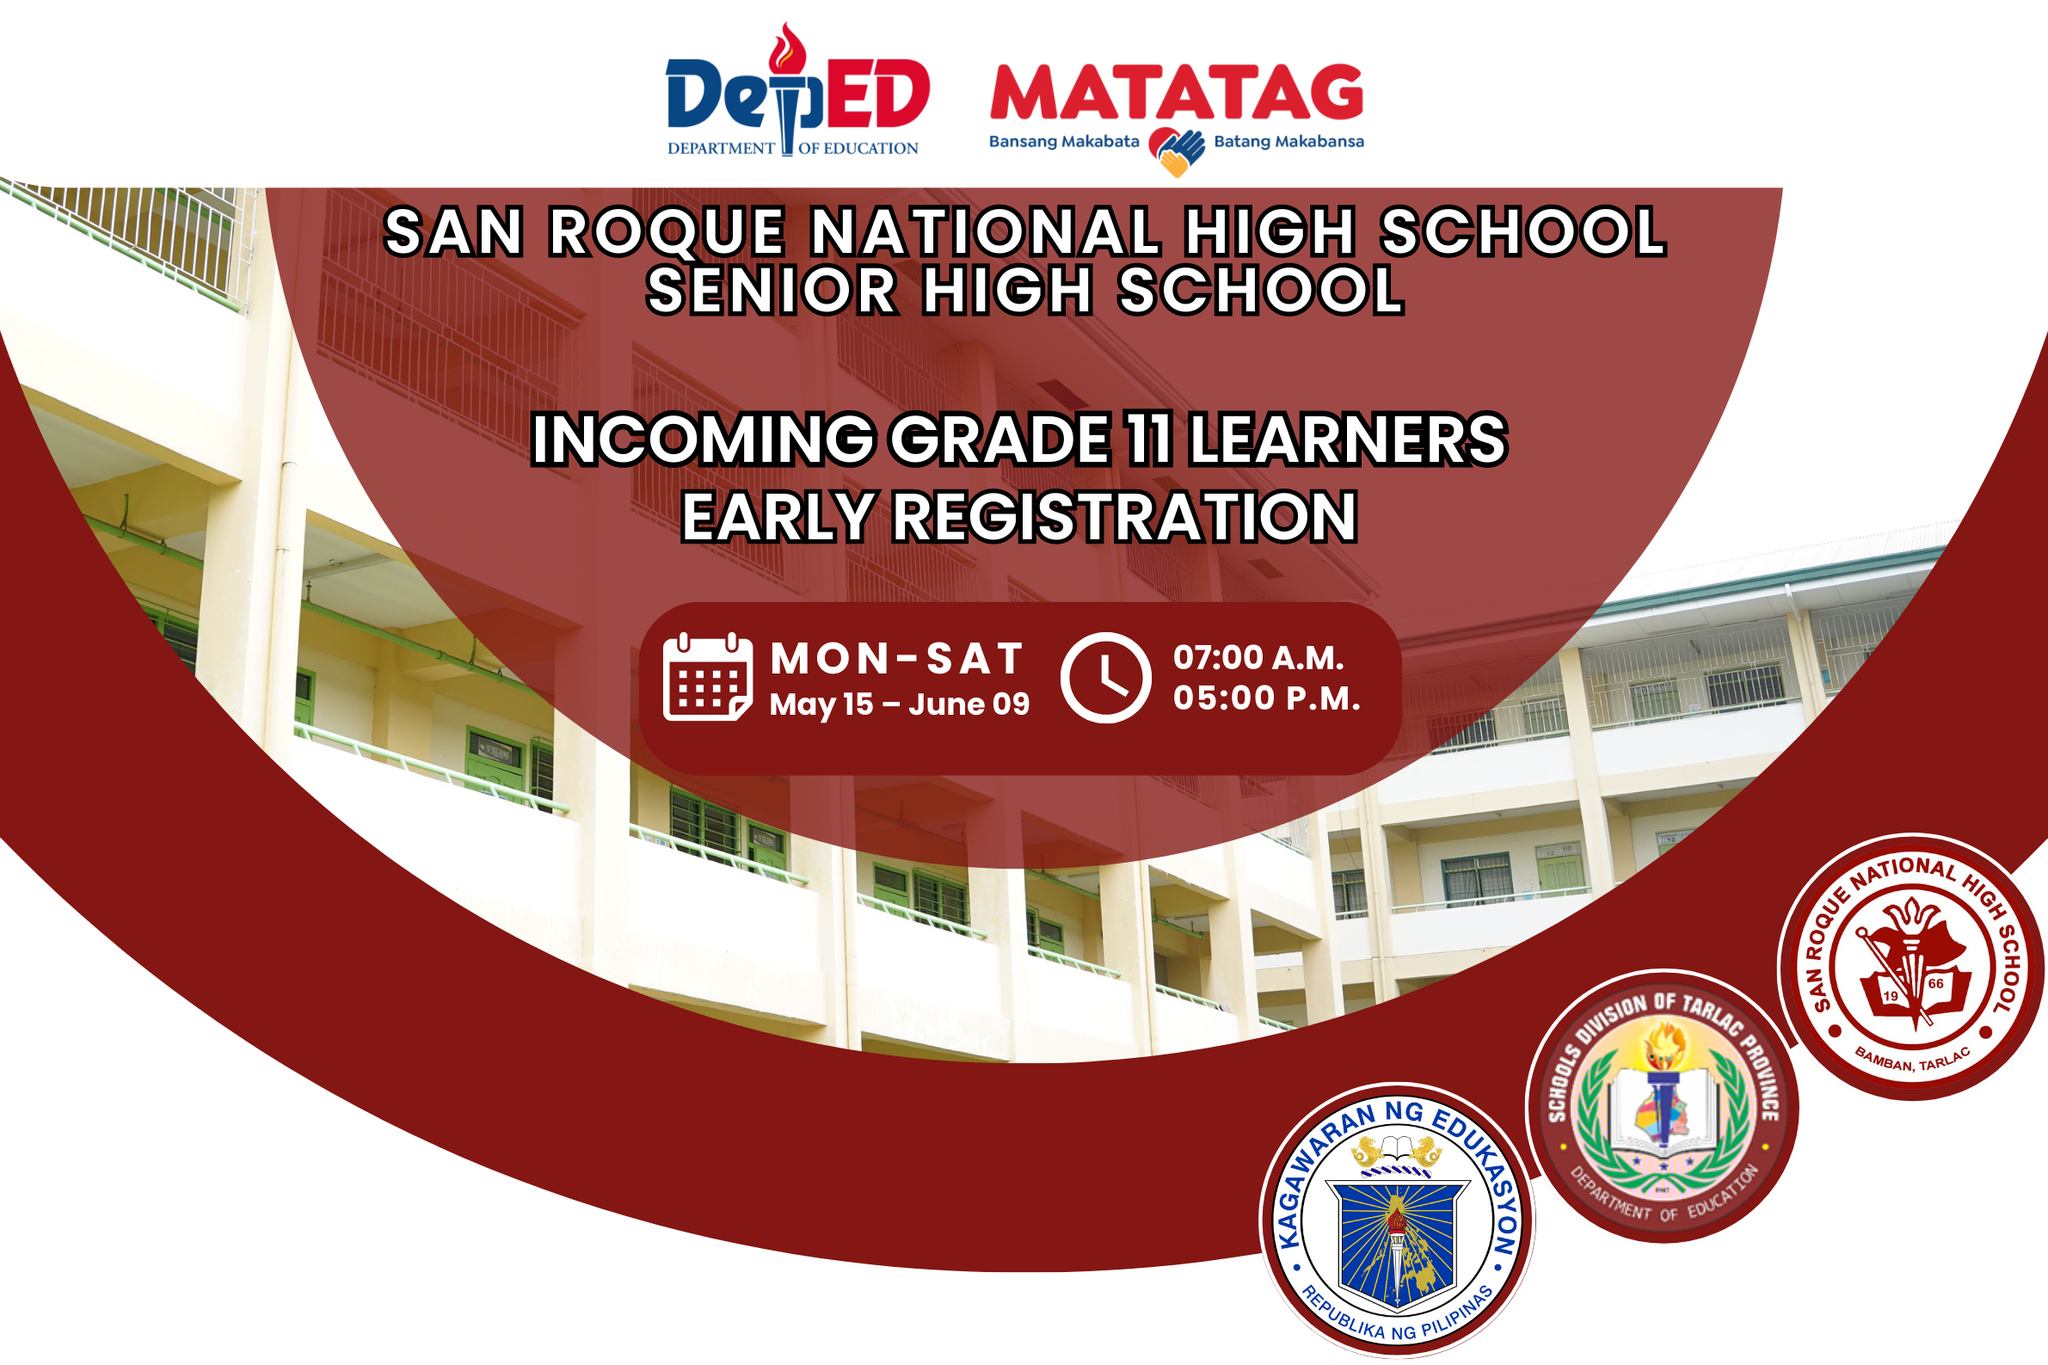 DepED
DEPARTMENT OF EDUCATION
MATATAG
Bansang Makabata Batang Makabansa
SAN ROQUE NATIONAL HIGH SCHOOL
SENIOR HIGH SCHOOL
INCOMING GRADE 11 LEARNERS
EARLY REGISTRATION
MON-SAT
May 15 – June 09
07:00 A.M.
05:00 P.M.
SAN ROQUE NATIONAL HIGH SCHOOL
19 66
BAMBAN, TARLAC
SCHOOLS DIVISION OF TARLAC PROVINCE
DEPARTMENT OF EDUCATION
KAGAWARAN NG EDUKASYON
REPUBLIKA NG PILIPINAS